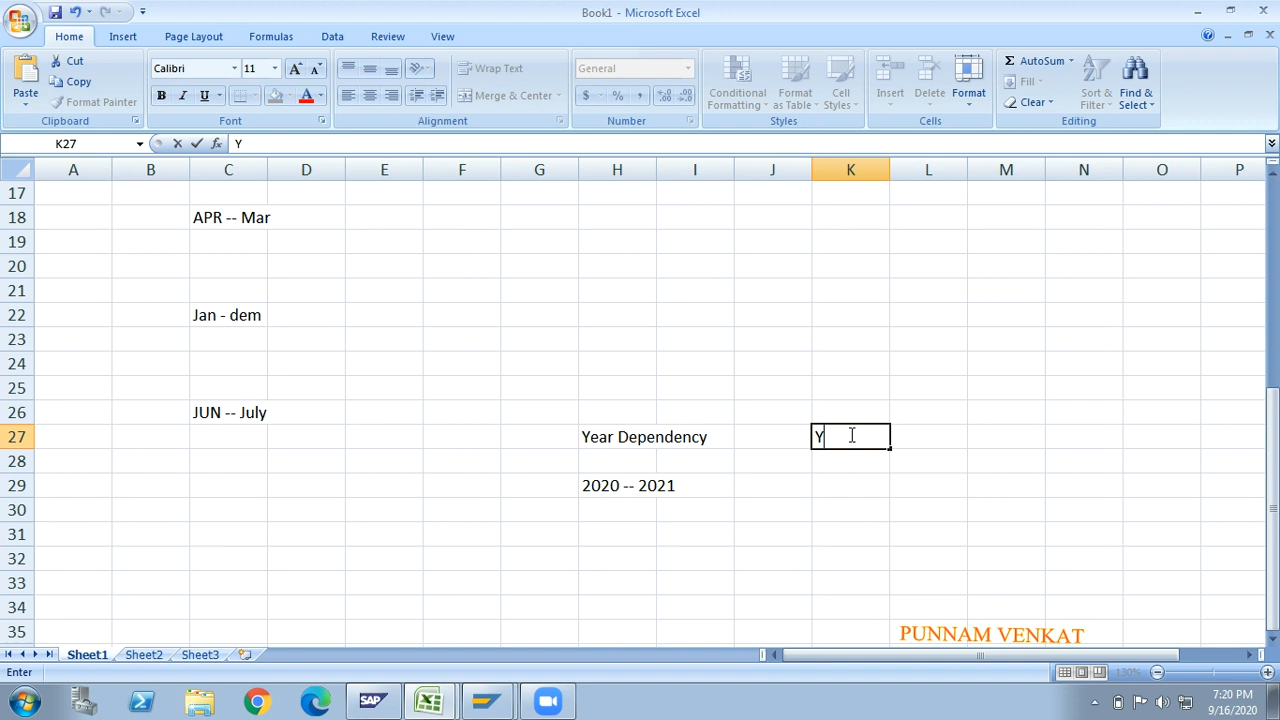 Book1 - Microsoft Excel
Home Insert Page Layout Formulas Data Review View
Paste
Cut
Copy
Format Painter
Clipboard
Calibri 11
B I U
Font
Wrap Text
Merge & Center
Alignment
General
$ % ,
Number
Conditional Formatting
Format as Table
Cell Styles
Styles
Insert
Delete
Format
Cells
AutoSum
Fill
Clear
Sort & Filter
Find & Select
Editing
K27 fx Y
A B C D E F G H I J K L M N O P
17
18 APR -- Mar
19
20
21
22 Jan - dem
23
24
25
26 JUN -- July
27 Year Dependency Y
28
29 2020 -- 2021
30
31
32
33
34
35
PUNNAM VENKAT
Sheet1 Sheet2 Sheet3
Enter 130%
SAP
7:20 PM
9/16/2020